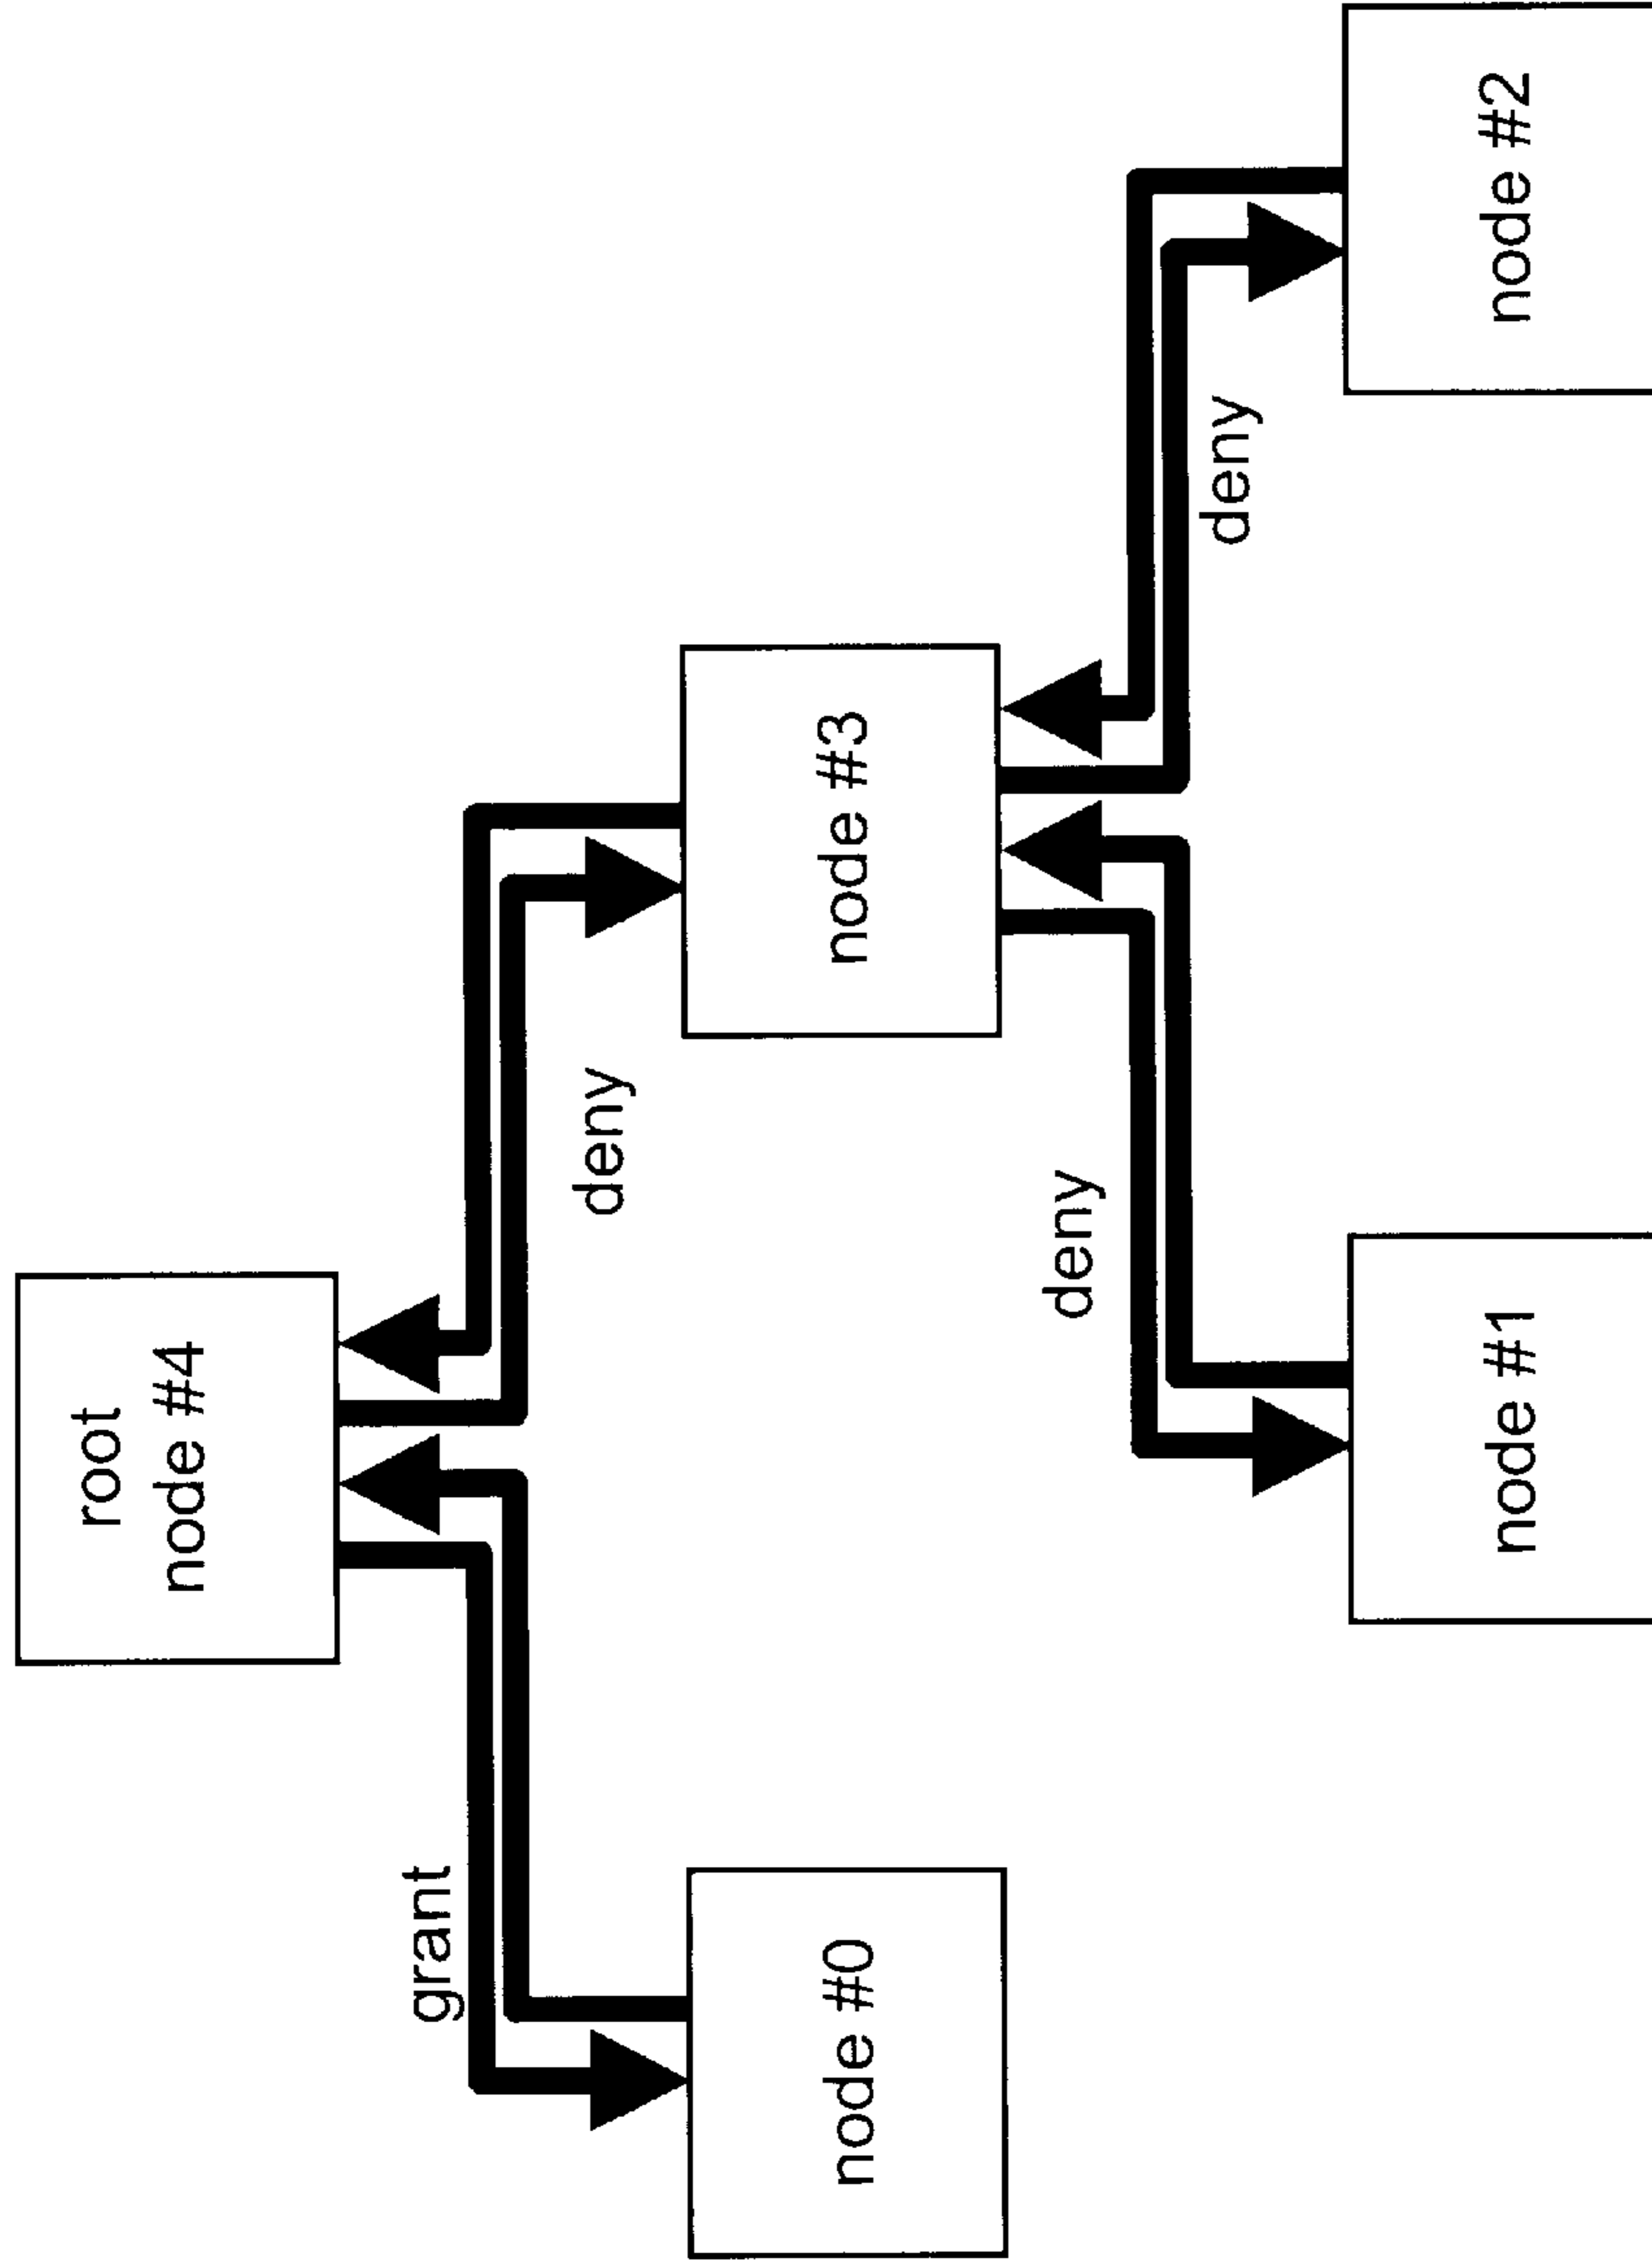 root
node #4
grant
deny
node #0
node #3
deny
deny
node #1
node #2